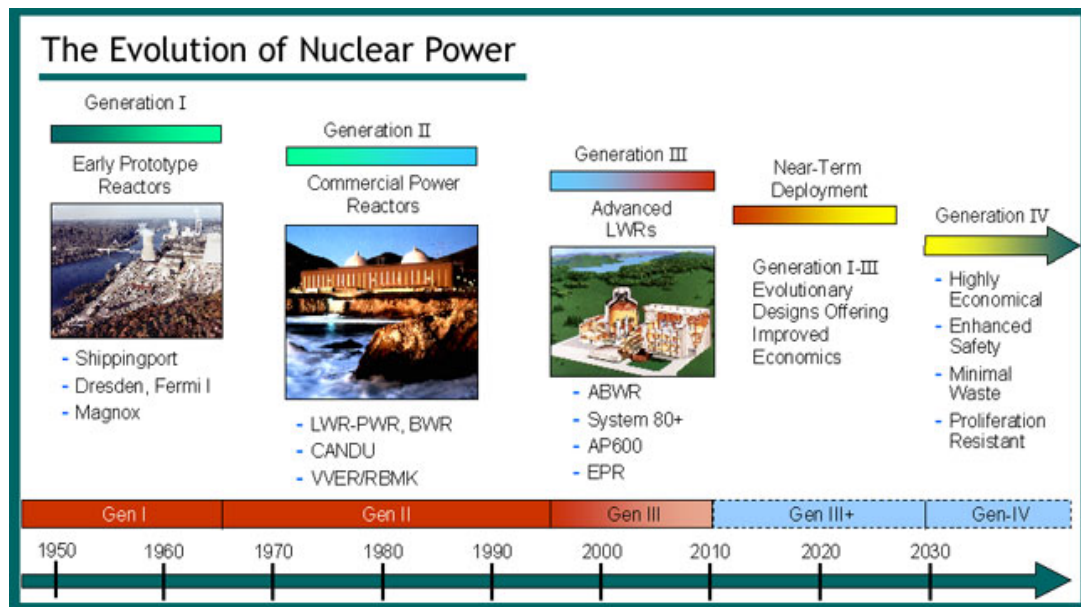 The Evolution of Nuclear Power
Generation I
Early Prototype
Reactors
- Shippingport
- Dresden, Fermi I
- Magnox
Generation II
Commercial Power
Reactors
- LWR-PWR, BWR
- CANDU
- VVER/RBMK
Generation III
Advanced
LWRs
- ABWR
- System 80+
- AP600
- EPR
Near-Term
Deployment
Generation I-III
Evolutionary
Designs Offering
Improved
Economics
Generation IV
- Highly
Economical
- Enhanced
Safety
- Minimal
Waste
- Proliferation
Resistant
Gen I Gen II Gen III Gen III+ Gen-IV
1950 1960 1970 1980 1990 2000 2010 2020 2030